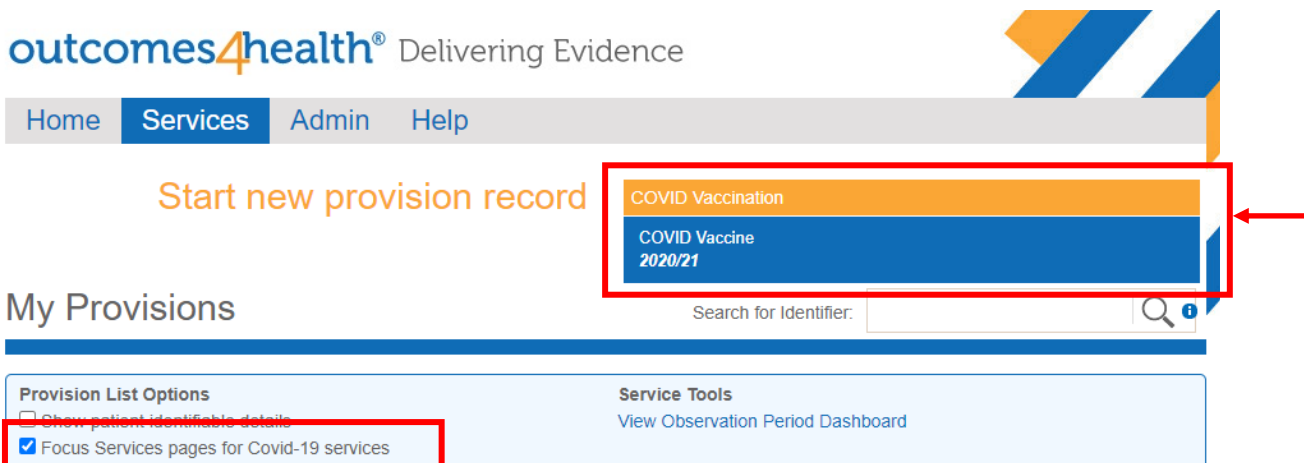 outcomes4health® Delivering Evidence
Home Services Admin Help
Start new provision record
COVID Vaccination
COVID Vaccine
2020/21
My Provisions
Search for Identifier:
Provision List Options
Service Tools
Show patient identifiable details
View Observation Period Dashboard
Focus Services pages for Covid-19 services